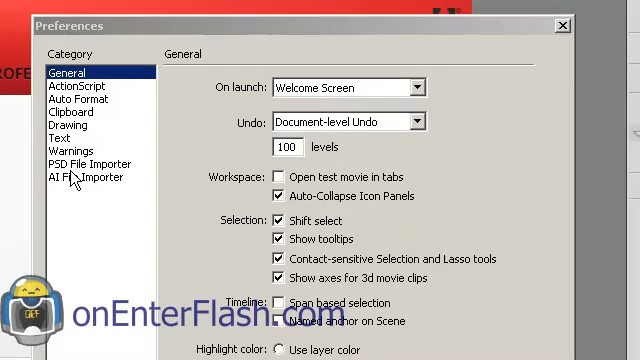 Preferences
Category
General
ActionScript
Auto Format
Clipboard
Drawing
Text
Warnings
PSD File Importer
AI File Importer
General
On launch: Welcome Screen
Undo: Document-level Undo
100 levels
Workspace: Open test movie in tabs
Auto-Collapse Icon Panels
Selection: Shift select
Show tooltips
Contact-sensitive Selection and Lasso tools
Show axes for 3d movie clips
Timeline: Span based selection
Named anchor on Scene
Highlight color: Use layer color
OEF
onEnterFlash.com